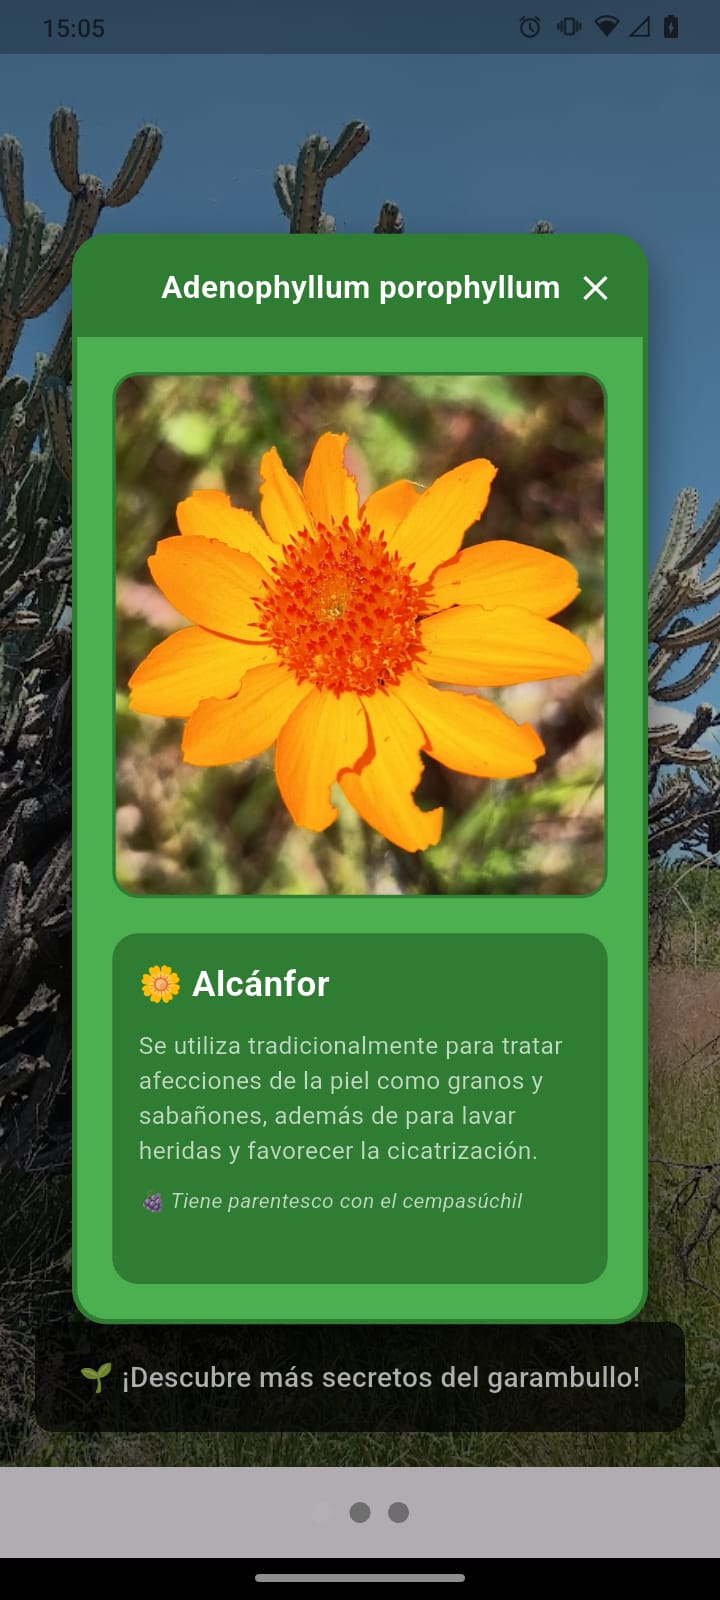 15:05
Adenophyllum porophyllum
🌼 Alcánfor
Se utiliza tradicionalmente para tratar
afecciones de la piel como granos y
sabañones, además de para lavar
heridas y favorecer la cicatrización.
🍇 Tiene parentesco con el cempasúchil
🌱 ¡Descubre más secretos del garambullo!